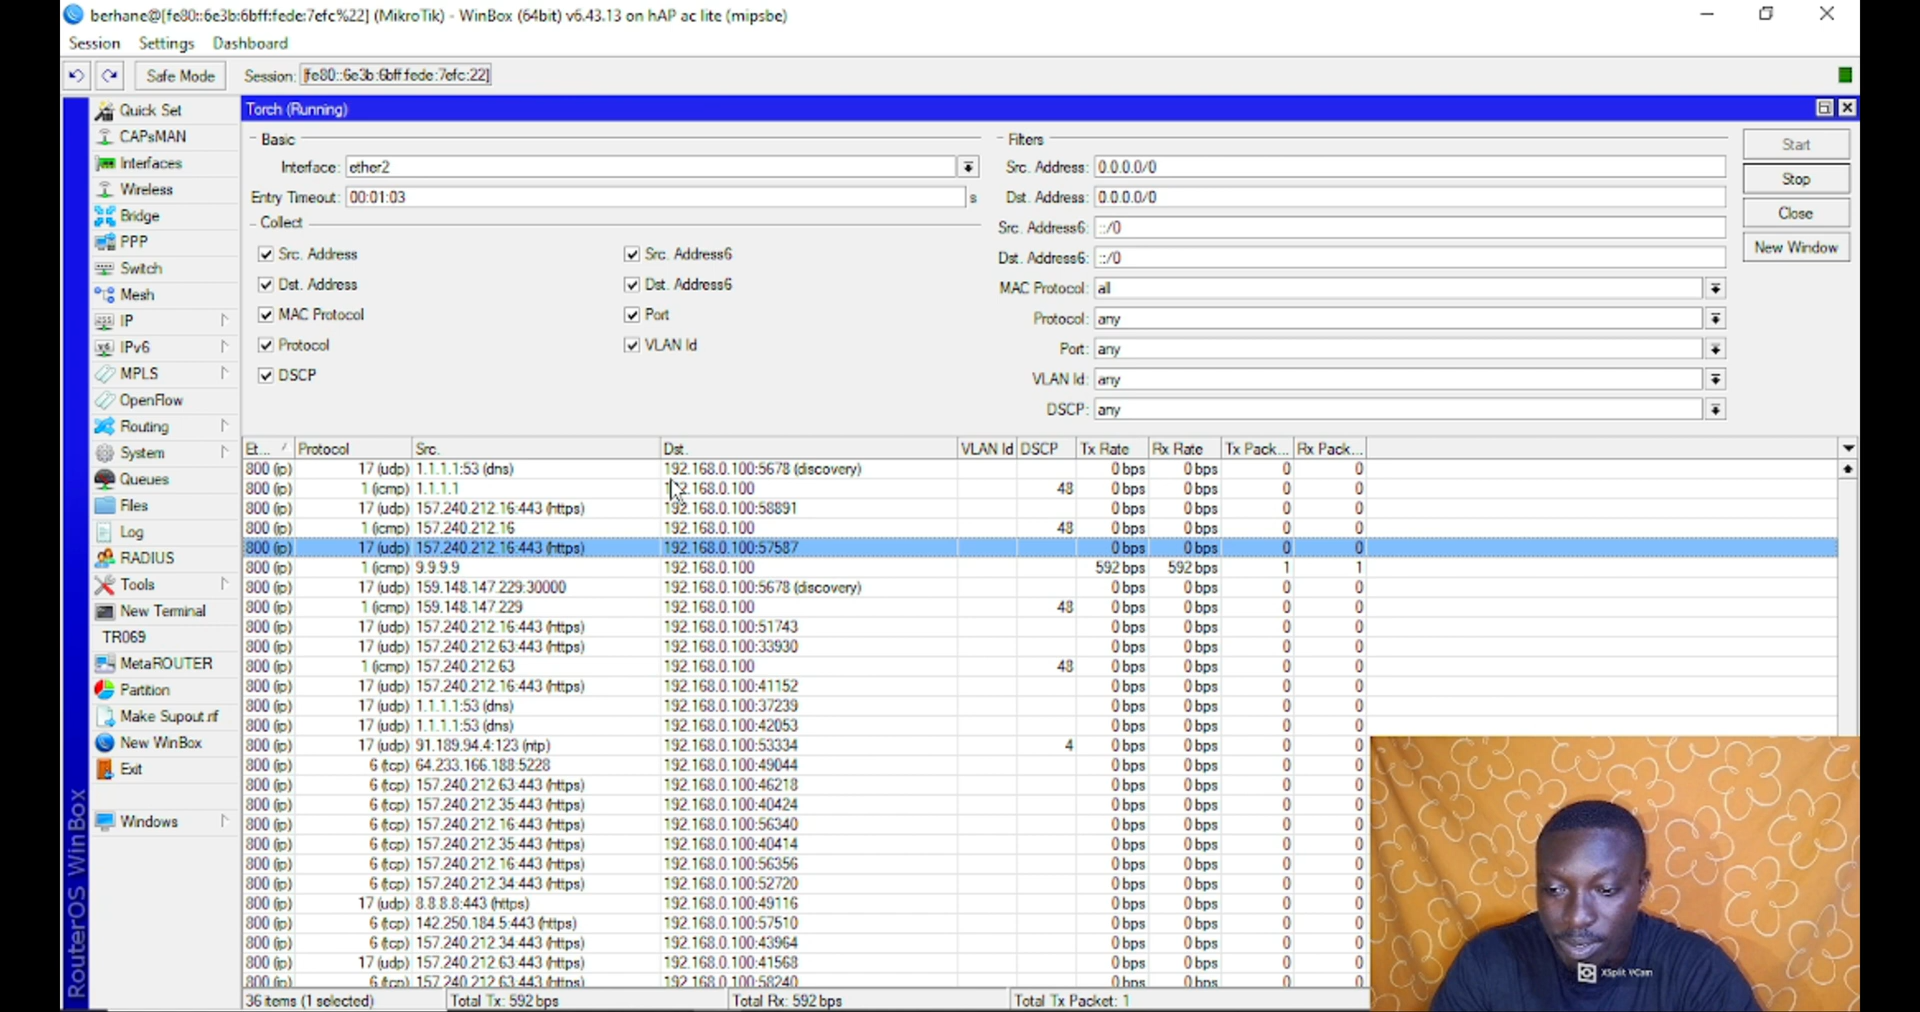 berhane@[fe80::6e3b:6bff:fede:7efc%22] (MikroTik) - WinBox (64bit) v6.43.13 on hAP ac lite (mipsbe)
Session Settings Dashboard
Safe Mode Session: [fe80::6e3b:6bff:fede:7efc:22]
Quick Set
CAPsMAN
Interfaces
Wireless
Bridge
PPP
Switch
Mesh
IP
IPv6
MPLS
OpenFlow
Routing
System
Queues
Files
Log
RADIUS
Tools
New Terminal
TR069
MetaROUTER
Partition
Make Supout.rif
New WinBox
Exit
Windows
RouterOS WinBox
Torch (Running)
Basic
Interface: ether2
Entry Timeout: 00:01:03 s
Collect
Src. Address Src. Address6
Dst. Address Dst. Address6
MAC Protocol Port
Protocol VLAN Id
DSCP
Filters
Src. Address: 0.0.0.0/0
Dst. Address: 0.0.0.0/0
Src. Address6: ::/0
Dst. Address6: ::/0
MAC Protocol: all
Protocol: any
Port: any
VLAN Id: any
DSCP: any
Start
Stop
Close
New Window
Et... Protocol Src. Dst. VLAN Id DSCP Tx Rate Rx Rate Tx Pack... Rx Pack...
800 (ip) 17 (udp) 1.1.1.1:53 (dns) 192.168.0.100:5678 (discovery) 0 bps 0 bps 0 0
800 (ip) 1 (icmp) 1.1.1.1 2.168.0.100 48 0 bps 0 bps 0 0
800 (ip) 17 (udp) 157.240.212.16:443 (https) 192.168.0.100:58891 0 bps 0 bps 0 0
800 (ip) 1 (icmp) 157.240.212.16 192.168.0.100 48 0 bps 0 bps 0 0
800 (ip) 17 (udp) 157.240.212.16:443 (https) 192.168.0.100:57587 0 bps 0 bps 0 0
800 (ip) 1 (icmp) 9.9.9.9 192.168.0.100 592 bps 592 bps 1 1
800 (ip) 17 (udp) 159.148.147.229:30000 192.168.0.100:5678 (discovery) 0 bps 0 bps 0 0
800 (ip) 1 (icmp) 159.148.147.229 192.168.0.100 48 0 bps 0 bps 0 0
800 (ip) 17 (udp) 157.240.212.16:443 (https) 192.168.0.100:51743 0 bps 0 bps 0 0
800 (ip) 17 (udp) 157.240.212.63:443 (https) 192.168.0.100:33930 0 bps 0 bps 0 0
800 (ip) 1 (icmp) 157.240.212.63 192.168.0.100 48 0 bps 0 bps 0 0
800 (ip) 17 (udp) 157.240.212.16:443 (https) 192.168.0.100:41152 0 bps 0 bps 0 0
800 (ip) 17 (udp) 1.1.1.1:53 (dns) 192.168.0.100:37239 0 bps 0 bps 0 0
800 (ip) 17 (udp) 1.1.1.1:53 (dns) 192.168.0.100:42053 0 bps 0 bps 0 0
800 (ip) 17 (udp) 91.189.94.4:123 (ntp) 192.168.0.100:53334 4 0 bps 0 bps 0 0
800 (ip) 6 (tcp) 64.233.166.188:5228 192.168.0.100:49044 0 bps 0 bps 0 0
800 (ip) 6 (tcp) 157.240.212.63:443 (https) 192.168.0.100:46218 0 bps 0 bps 0 0
800 (ip) 6 (tcp) 157.240.212.35:443 (https) 192.168.0.100:40424 0 bps 0 bps 0 0
800 (ip) 6 (tcp) 157.240.212.16:443 (https) 192.168.0.100:56340 0 bps 0 bps 0 0
800 (ip) 6 (tcp) 157.240.212.35:443 (https) 192.168.0.100:40414 0 bps 0 bps 0 0
800 (ip) 6 (tcp) 157.240.212.16:443 (https) 192.168.0.100:56356 0 bps 0 bps 0 0
800 (ip) 6 (tcp) 157.240.212.34:443 (https) 192.168.0.100:52720 0 bps 0 bps 0 0
800 (ip) 17 (udp) 8.8.8.8:443 (https) 192.168.0.100:49116 0 bps 0 bps 0 0
800 (ip) 6 (tcp) 142.250.184.5:443 (https) 192.168.0.100:57510 0 bps 0 bps 0 0
800 (ip) 6 (tcp) 157.240.212.34:443 (https) 192.168.0.100:43964 0 bps 0 bps 0 0
800 (ip) 17 (udp) 157.240.212.63:443 (https) 192.168.0.100:41568 0 bps 0 bps 0 0
800 (ip) 6 (tcp) 157.240.212.63:443 (https) 192.168.0.100:58240 0 bps 0 bps 0 0
36 items (1 selected) Total Tx: 592 bps Total Rx: 592 bps Total Tx Packet: 1
XSplit VCam